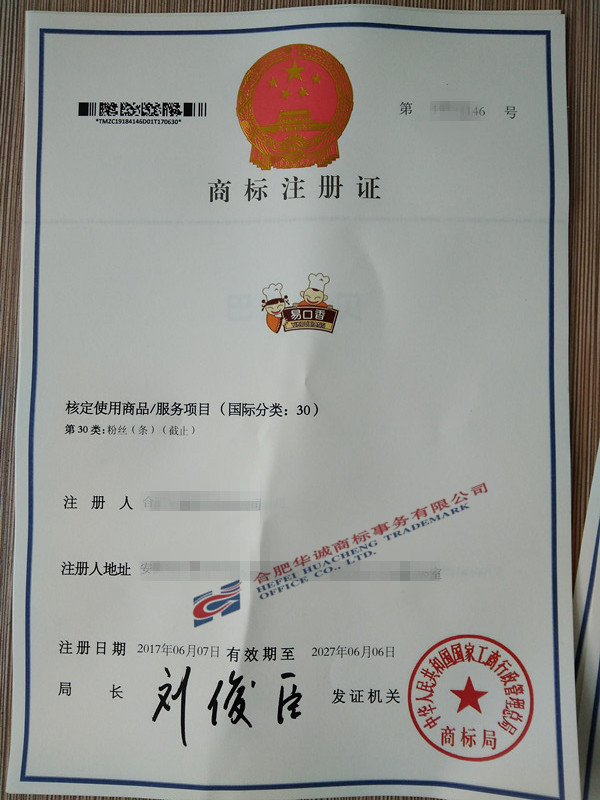 *TMZC19184146D01T170630*
第 46 号
商标注册证
易口香
核定使用商品/服务项目（国际分类：30）
第30类：粉丝（条）（截止）
注 册 人
注册人地址 安 室
合肥华诚商标事务有限公司
HEFEI HUACHENG TRADEMARK
OFFICE CO., LTD.
注册日期 2017年06月07日 有效期至 2027年06月06日
局 长 刘俊臣 发证机关
中华人民共和国国家工商行政管理总局
商标局